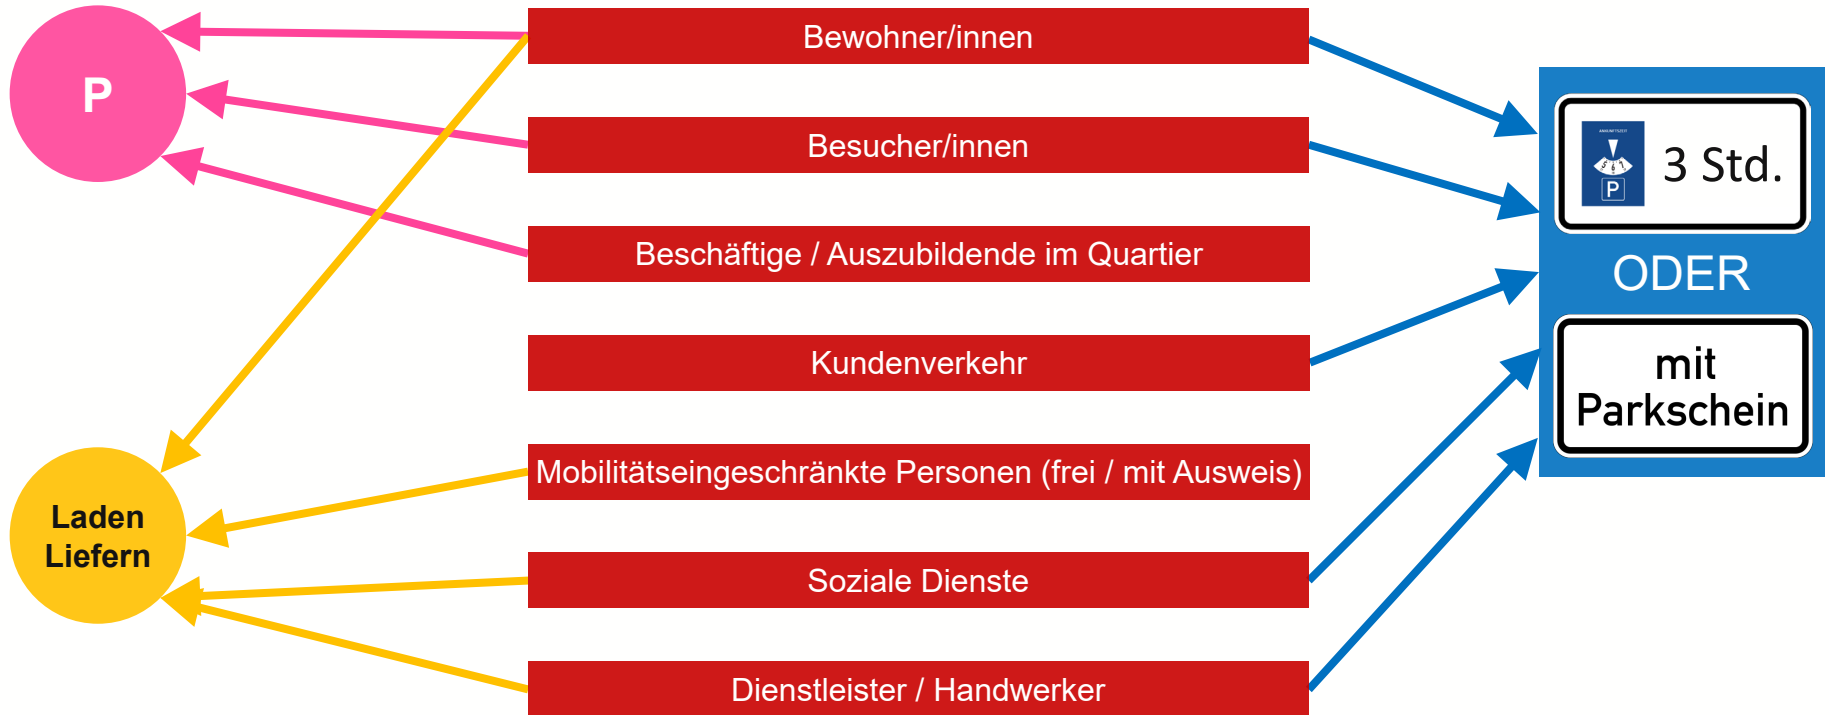 P
Bewohner/innen
Besucher/innen
Beschäftige / Auszubildende im Quartier
Kundenverkehr
Mobilitätseingeschränkte Personen (frei / mit Ausweis)
Soziale Dienste
Dienstleister / Handwerker
Laden
Liefern
ANKUNFTSZEIT
P
3 Std.
ODER
mit
Parkschein